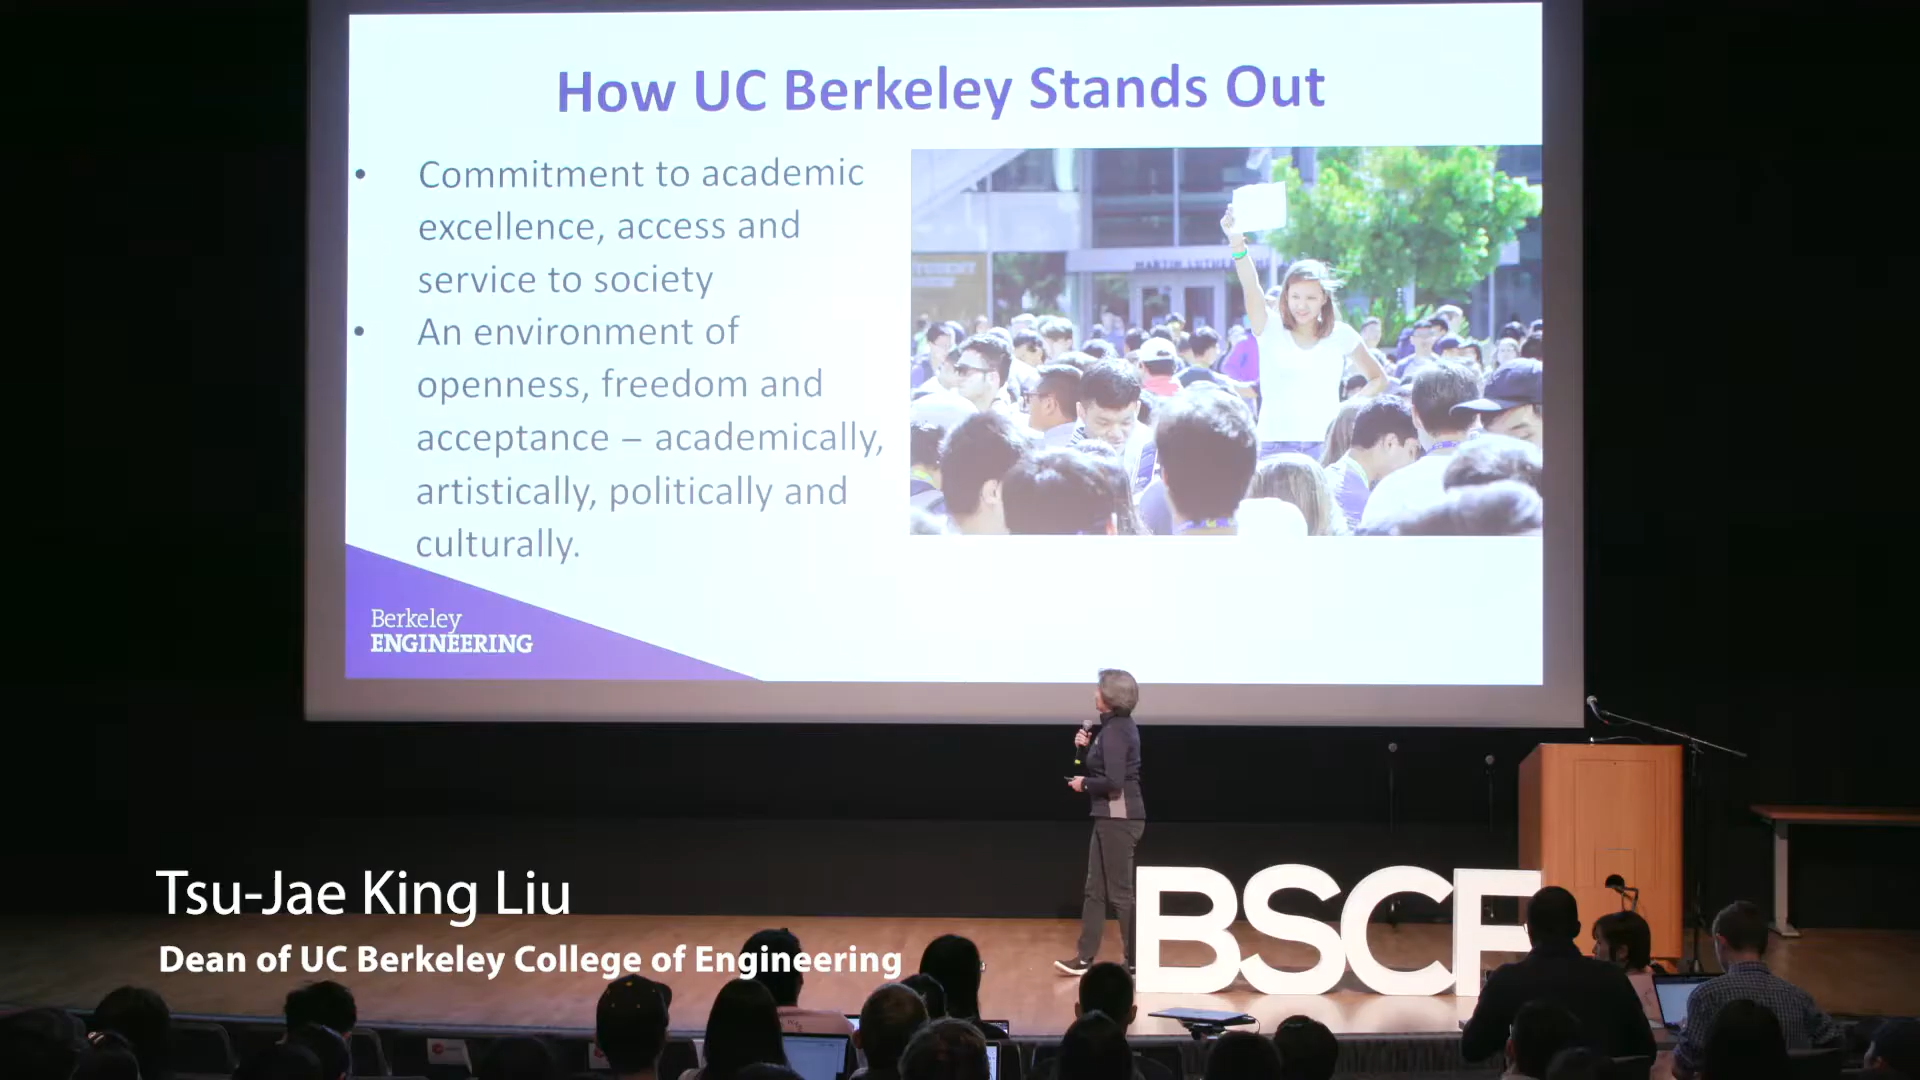 How UC Berkeley Stands Out
• Commitment to academic
excellence, access and
service to society
• An environment of
openness, freedom and
acceptance – academically,
artistically, politically and
culturally.
MARTIN LUTHER
Berkeley
ENGINEERING
BSCF
Tsu-Jae King Liu
Dean of UC Berkeley College of Engineering